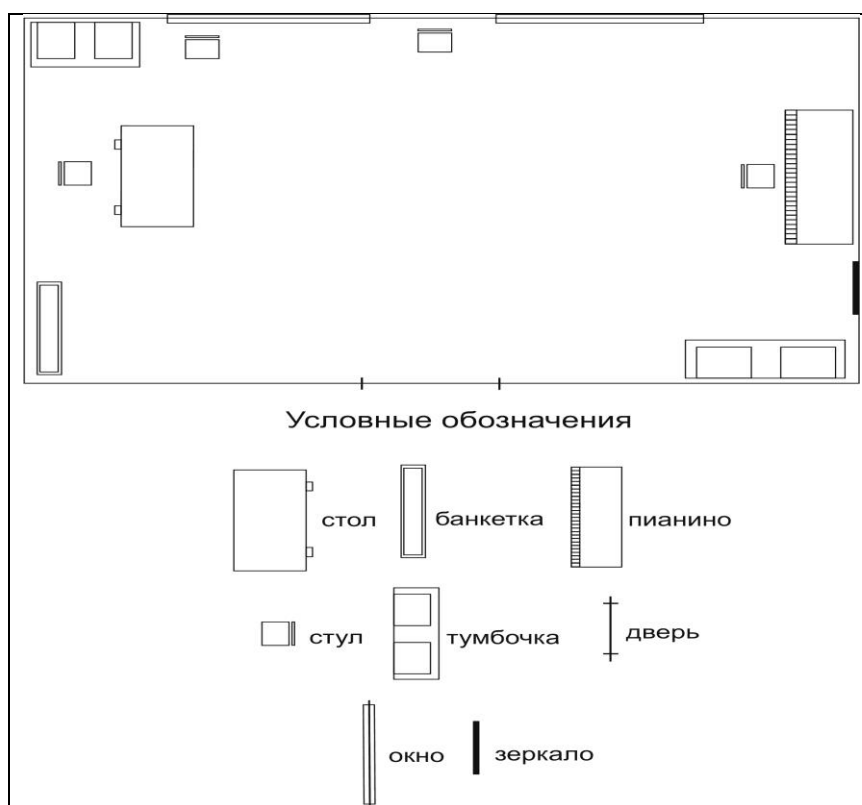 Условные обозначения
стол банкетка пианино
стул тумбочка дверь
окно зеркало